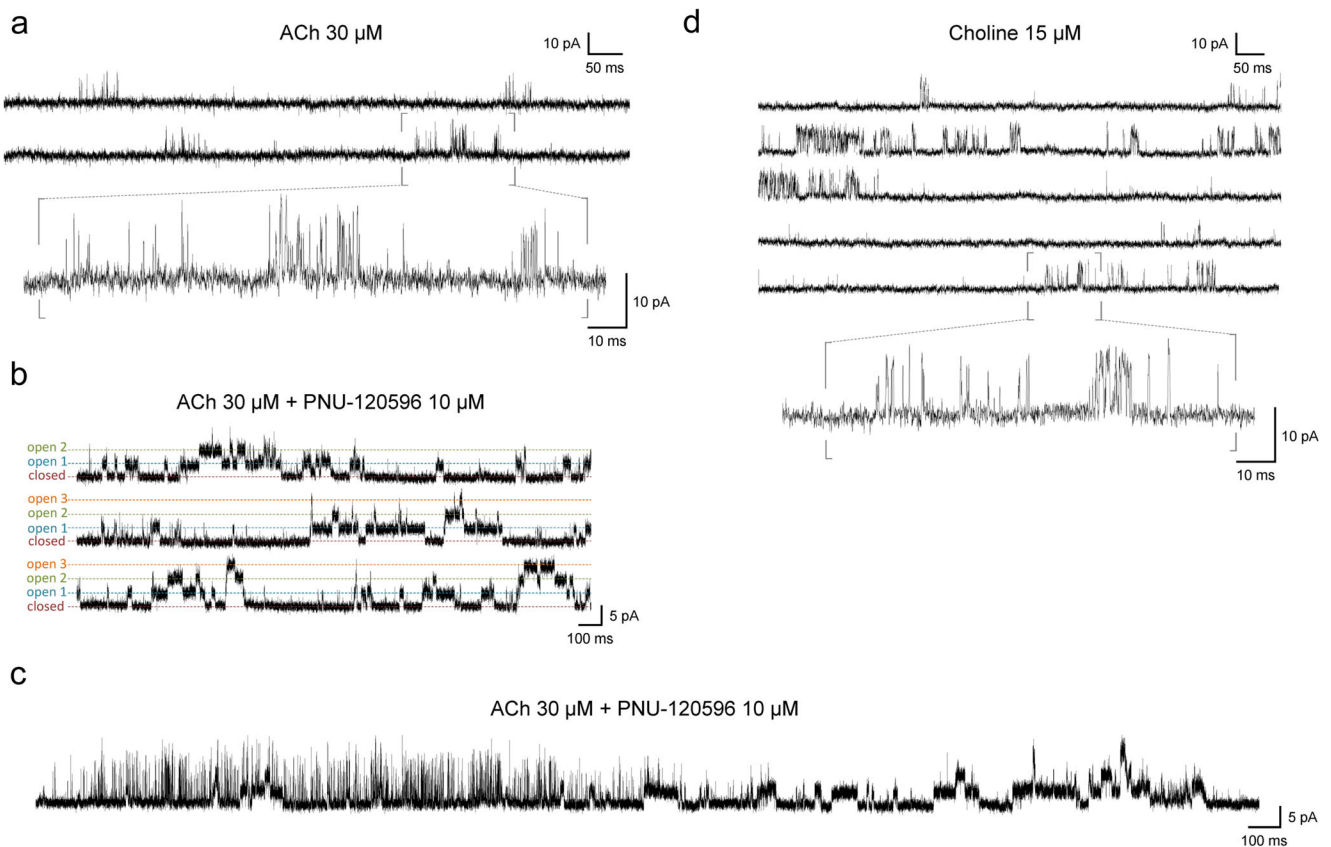 a
ACh 30 µM
10 pA
50 ms
10 pA
10 ms
b
ACh 30 µM + PNU-120596 10 µM
open 2
open 1
closed
open 3
open 2
open 1
closed
open 3
open 2
open 1
closed
5 pA
100 ms
c
ACh 30 µM + PNU-120596 10 µM
5 pA
100 ms
d
Choline 15 µM
10 pA
50 ms
10 pA
10 ms